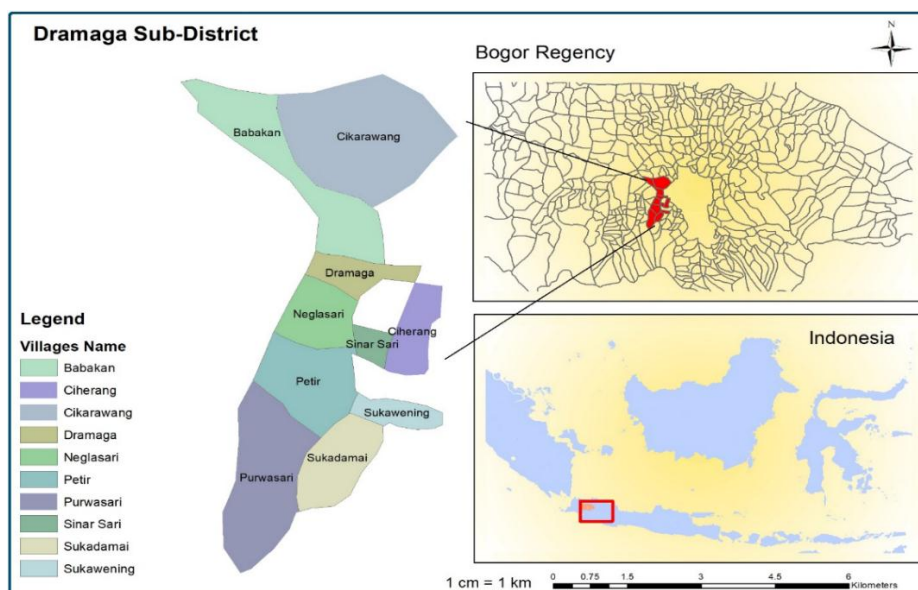 Dramaga Sub-District
Babakan
Cikarawang
Dramaga
Neglasari
Ciherang
Sinar Sari
Petir
Sukawening
Sukadamai
Purwasari
Legend
Villages Name
Babakan
Ciherang
Cikarawang
Dramaga
Neglasari
Petir
Purwasari
Sinar Sari
Sukadamai
Sukawening
Bogor Regency
N
Indonesia
1 cm = 1 km
0 0.75 1.5 3 4.5 6
Kilometers